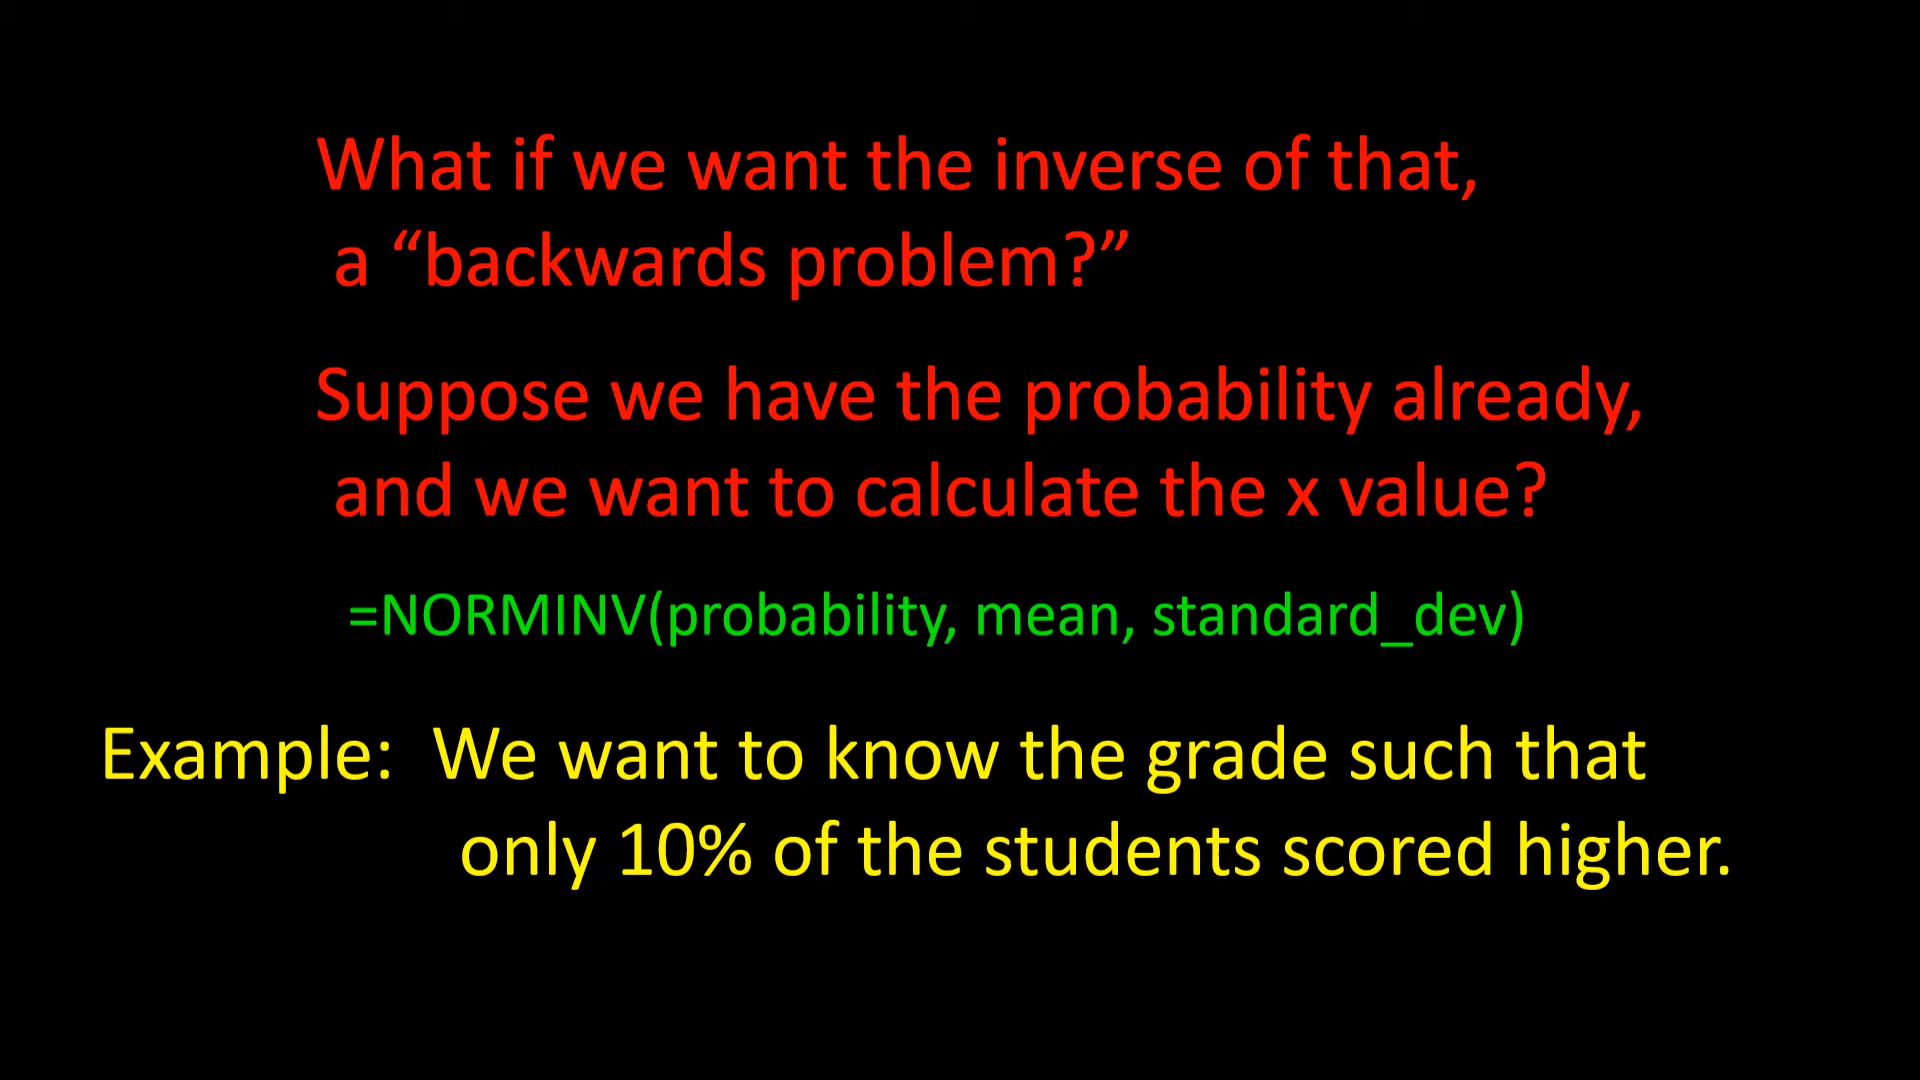 What if we want the inverse of that,
a “backwards problem?”
Suppose we have the probability already,
and we want to calculate the x value?
=NORMINV(probability, mean, standard_dev)
Example: We want to know the grade such that
only 10% of the students scored higher.